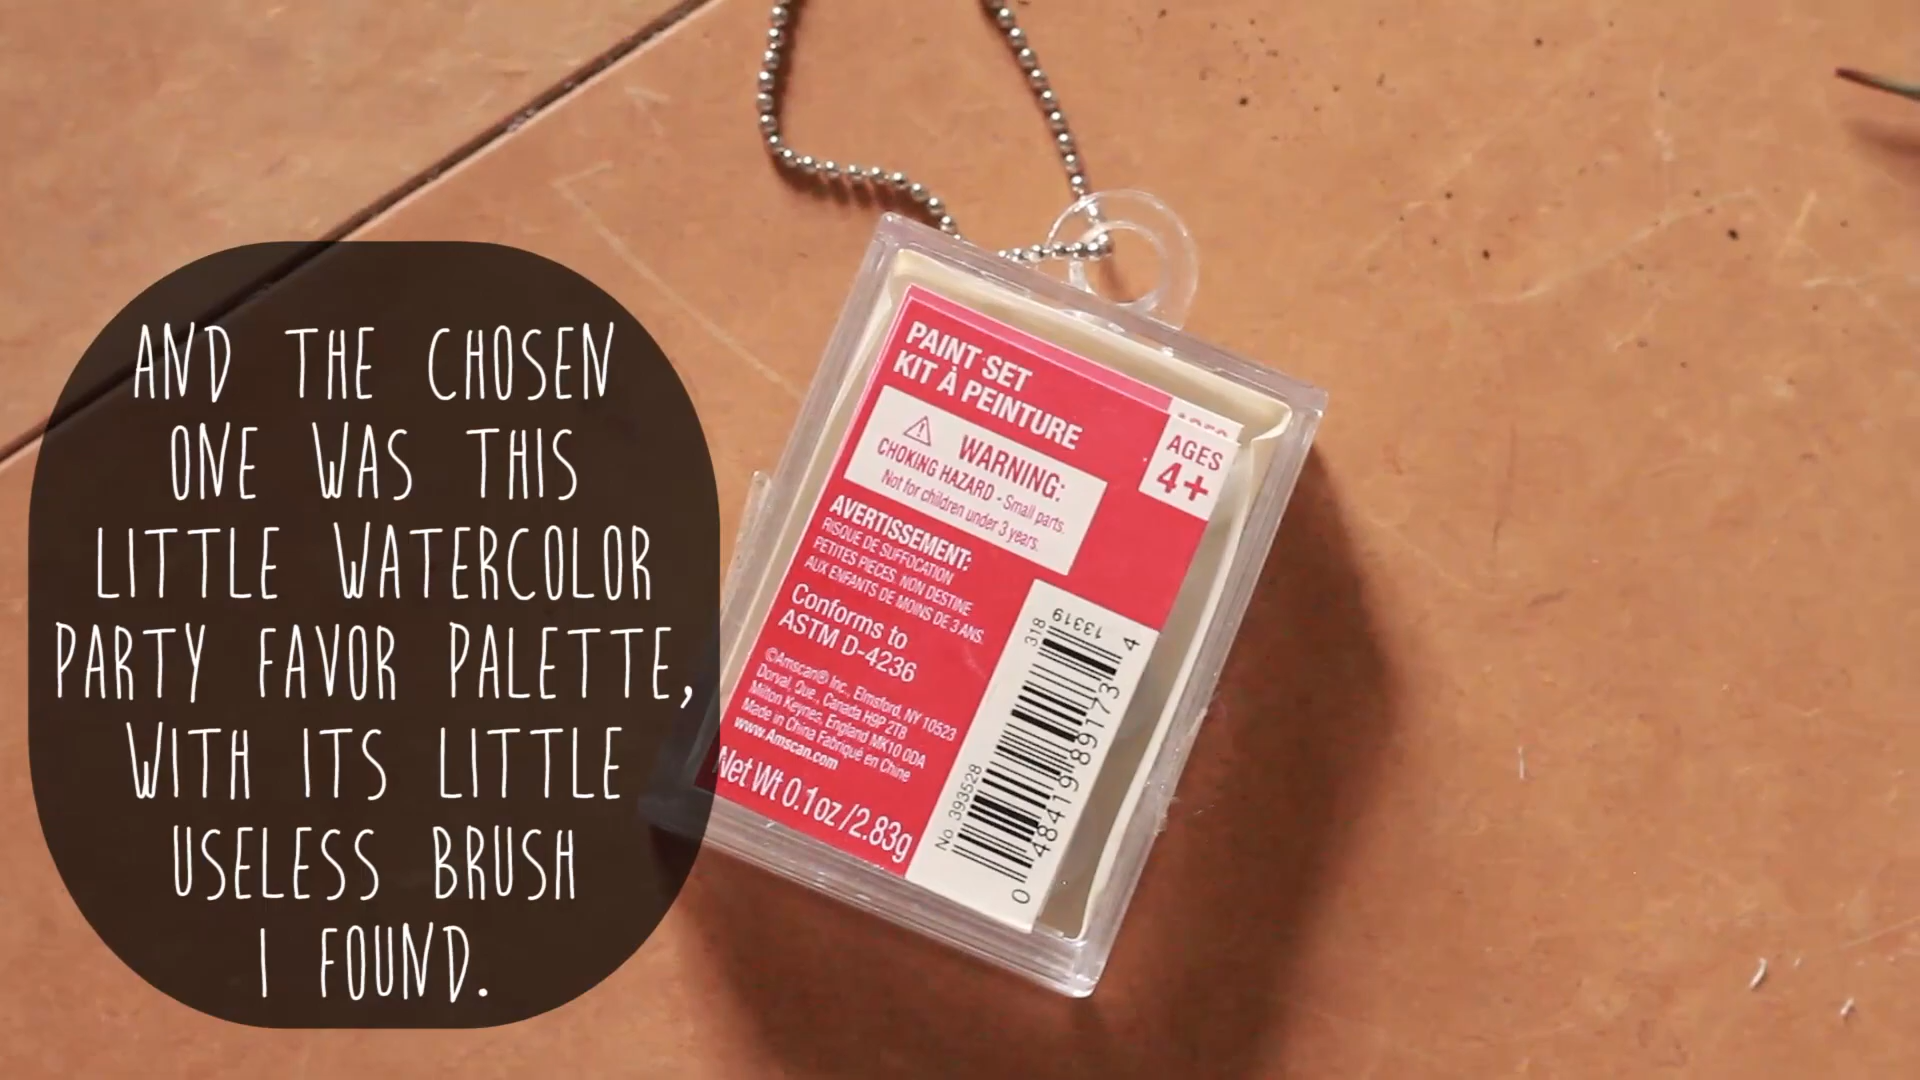 AND THE CHOSEN
ONE WAS THIS
LITTLE WATERCOLOR
PARTY FAVOR PALETTE,
WITH ITS LITTLE
USELESS BRUSH
I FOUND.
PAINT SET
KIT À PEINTURE
AGES
4+
WARNING:
CHOKING HAZARD - Small parts.
Not for children under 3 years.
AVERTISSEMENT:
RISQUE DE SUFFOCATION
PETITES PIECES. NON DESTINE
AUX ENFANTS DE MOINS DE 3 ANS.
Conforms to
ASTM D-4236
©Amscan® Inc., Elmsford, NY 10523
Dorval, Que., Canada H9P 2T8
Milton Keynes, England MK10 0DA
Made in China Fabriqué en Chine
www.Amscan.com
Net Wt 0.1oz/2.83g
No 393528
318
13319
0 48419 89173 4